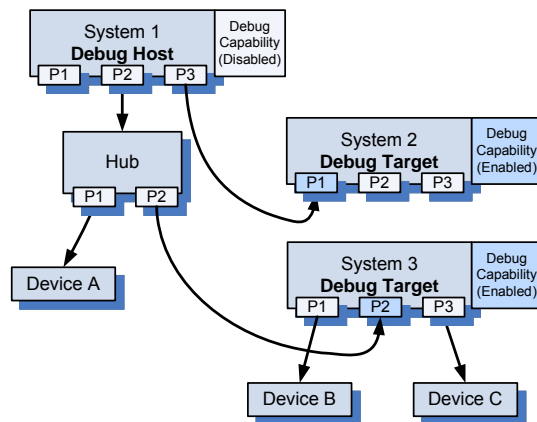 System 1
Debug Host
Debug
Capability
(Disabled)
P1
P2
P3
Hub
P1
P2
Device A
System 2
Debug Target
Debug
Capability
(Enabled)
P1
P2
P3
System 3
Debug Target
Debug
Capability
(Enabled)
P1
P2
P3
Device B
Device C